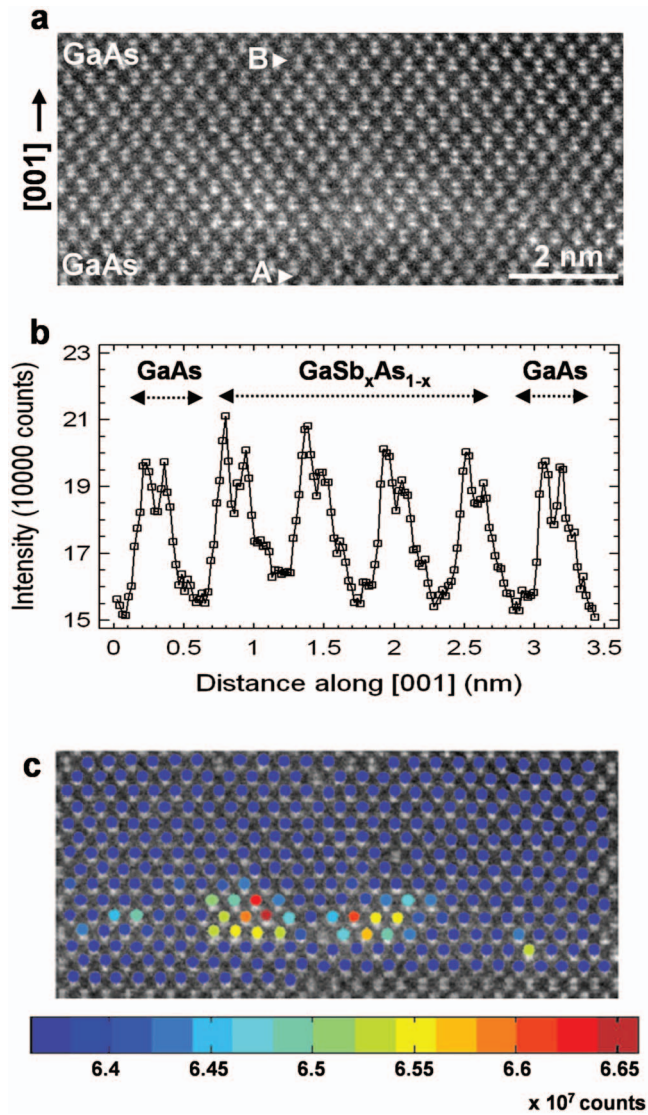 a
GaAs
B
[001]
GaAs
A
2 nm
b
23
21
19
17
15
Intensity (10000 counts)
GaAs
GaSbxAs1-x
GaAs
0
0.5
1
1.5
2
2.5
3
3.5
Distance along [001] (nm)
c
6.4
6.45
6.5
6.55
6.6
6.65
x 10⁷ counts